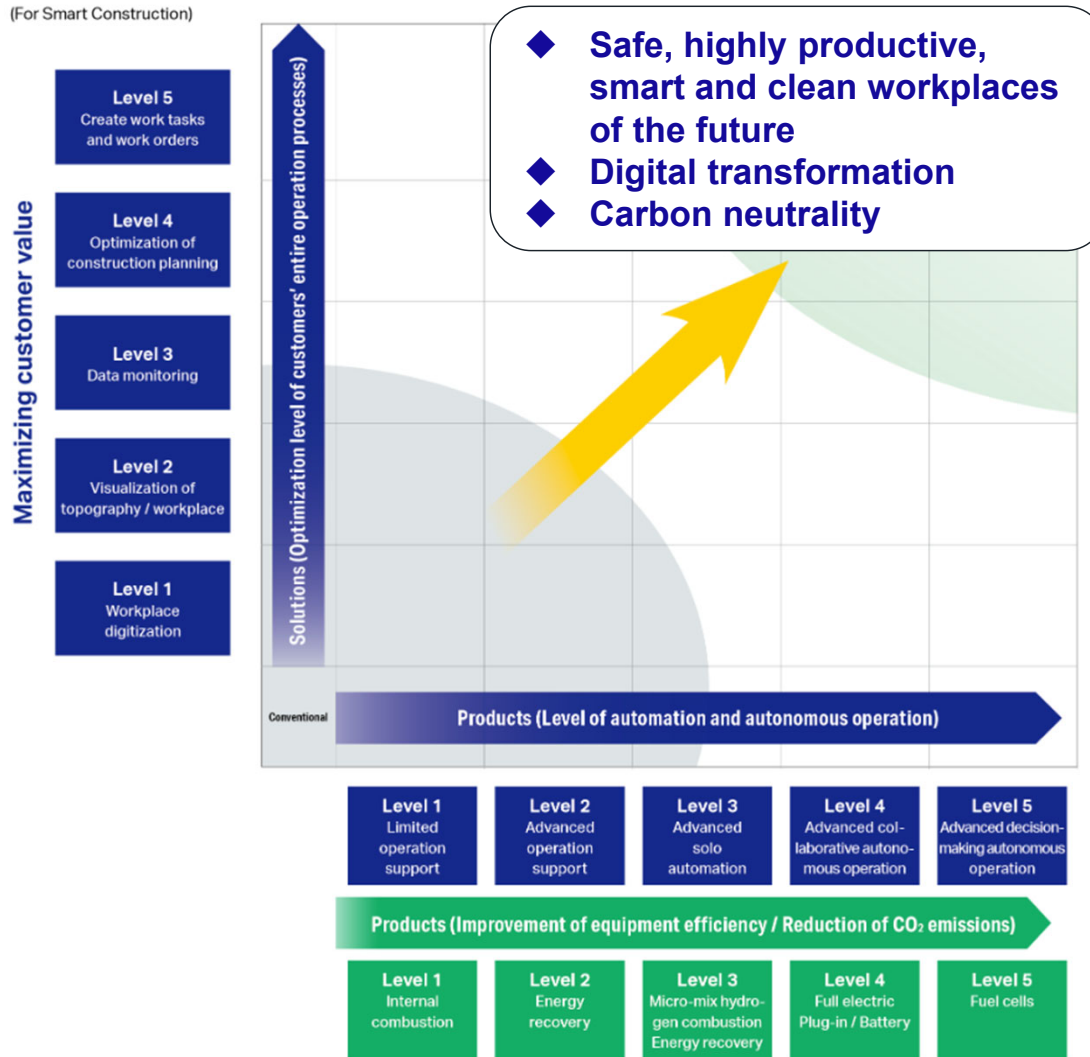 (For Smart Construction)
◆ Safe, highly productive,
smart and clean workplaces
of the future
◆ Digital transformation
◆ Carbon neutrality
Maximizing customer value
Level 5
Create work tasks
and work orders
Level 4
Optimization of
construction planning
Level 3
Data monitoring
Level 2
Visualization of
topography / workplace
Level 1
Workplace
digitization
Solutions (Optimization level of customers' entire operation processes)
Conventional
Products (Level of automation and autonomous operation)
Level 1
Limited
operation
support
Level 2
Advanced
operation
support
Level 3
Advanced
solo
automation
Level 4
Advanced col-
laborative autono-
mous operation
Level 5
Advanced decision-
making autonomous
operation
Products (Improvement of equipment efficiency / Reduction of CO₂ emissions)
Level 1
Internal
combustion
Level 2
Energy
recovery
Level 3
Micro-mix hydro-
gen combustion
Energy recovery
Level 4
Full electric
Plug-in / Battery
Level 5
Fuel cells